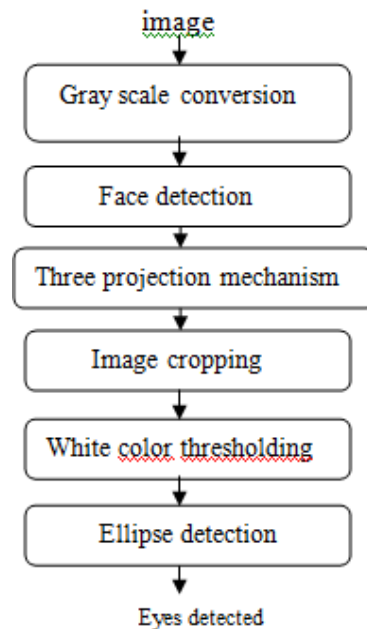 image
Gray scale conversion
Face detection
Three projection mechanism
Image cropping
White color thresholding
Ellipse detection
Eyes detected